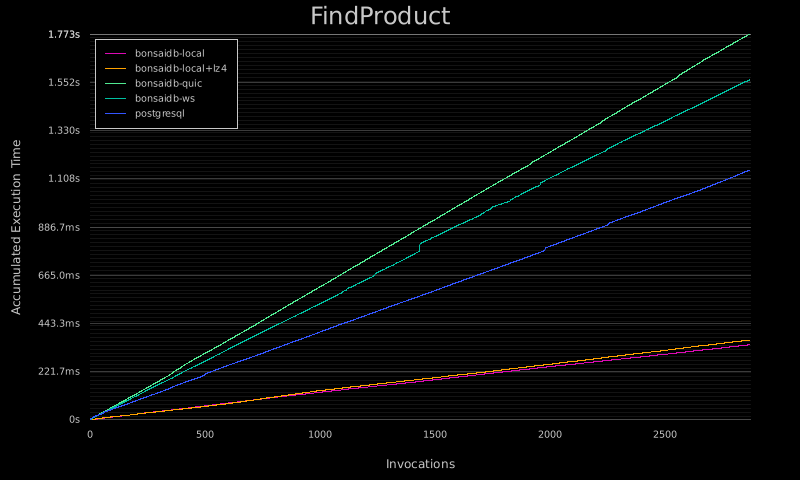 FindProduct
1.773s
1.552s
1.330s
1.108s
886.7ms
665.0ms
443.3ms
221.7ms
0s
bonsaidb-local
bonsaidb-local+lz4
bonsaidb-quic
bonsaidb-ws
postgresql
Accumulated Execution Time
0 500 1000 1500 2000 2500
Invocations